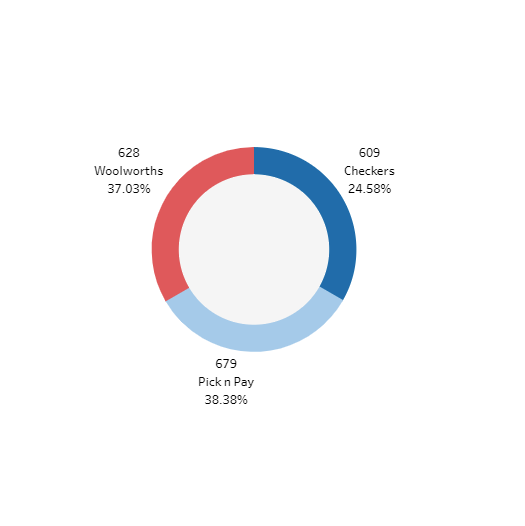 628
Woolworths
37.03%
609
Checkers
24.58%
679
Pick n Pay
38.38%